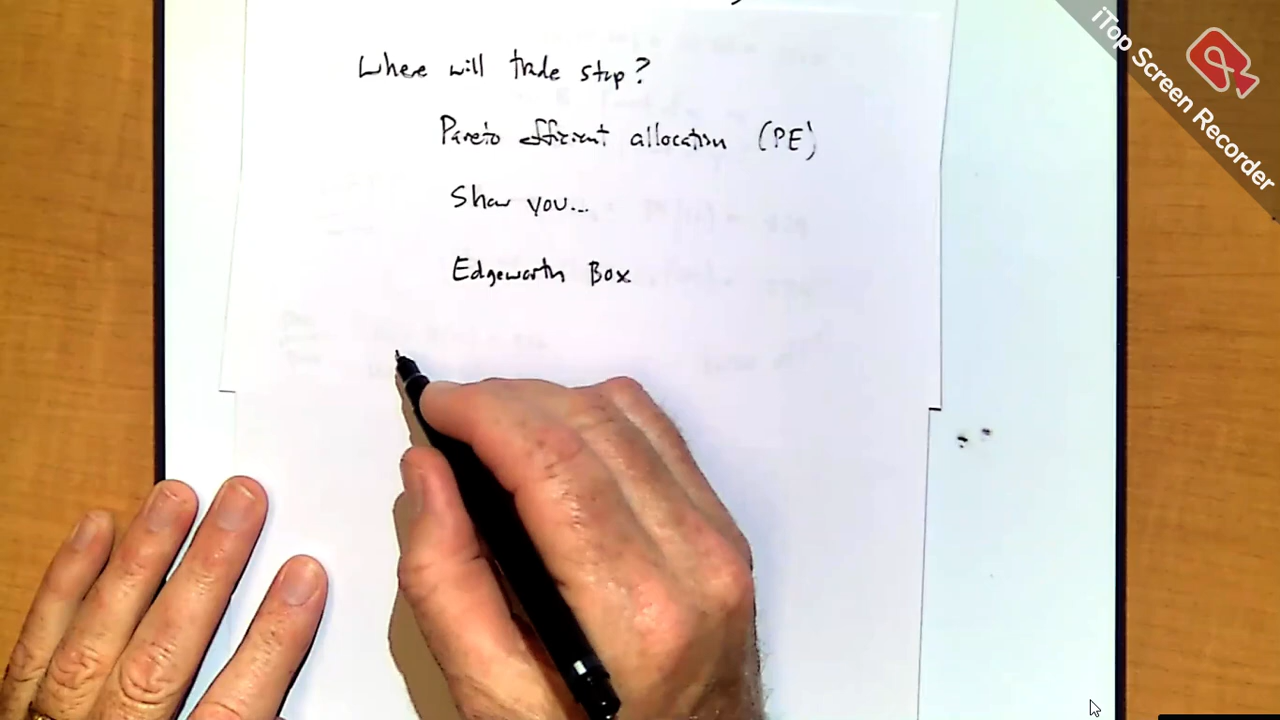 Where will trade stop?
Pareto efficient allocation (PE)
Show you...
Edgeworth Box
iTop Screen Recorder